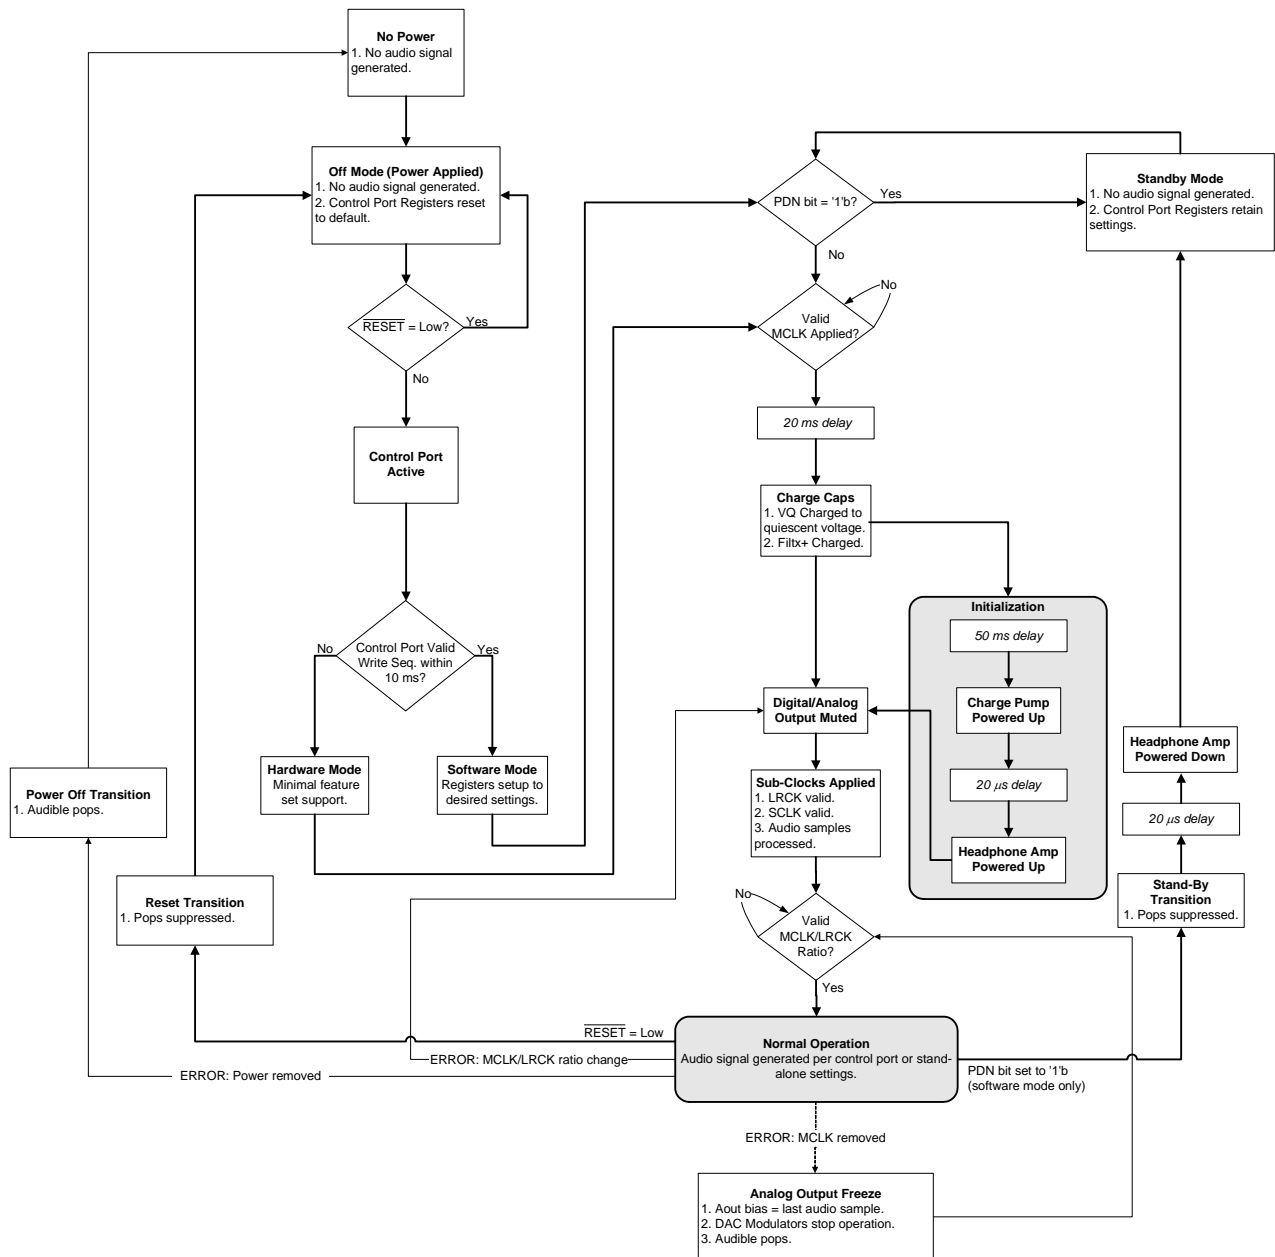 No Power
1. No audio signal
generated.
Off Mode (Power Applied)
1. No audio signal generated.
2. Control Port Registers reset
to default.
RESET = Low?
Yes
No
Control Port
Active
Control Port Valid
Write Seq. within
10 ms?
No
Yes
Hardware Mode
Minimal feature
set support.
Software Mode
Registers setup to
desired settings.
Power Off Transition
1. Audible pops.
Reset Transition
1. Pops suppressed.
PDN bit = '1'b?
Yes
No
Standby Mode
1. No audio signal generated.
2. Control Port Registers retain
settings.
Valid
MCLK Applied?
No
20 ms delay
Charge Caps
1. VQ Charged to
quiescent voltage.
2. Filtx+ Charged.
Initialization
50 ms delay
Charge Pump
Powered Up
20 μs delay
Headphone Amp
Powered Up
Digital/Analog
Output Muted
Sub-Clocks Applied
1. LRCK valid.
2. SCLK valid.
3. Audio samples
processed.
No
Valid
MCLK/LRCK
Ratio?
Yes
Headphone Amp
Powered Down
20 μs delay
Stand-By
Transition
1. Pops suppressed.
RESET = Low
ERROR: MCLK/LRCK ratio change
ERROR: Power removed
Normal Operation
Audio signal generated per control port or stand-
alone settings.
PDN bit set to '1'b
(software mode only)
ERROR: MCLK removed
Analog Output Freeze
1. Aout bias = last audio sample.
2. DAC Modulators stop operation.
3. Audible pops.